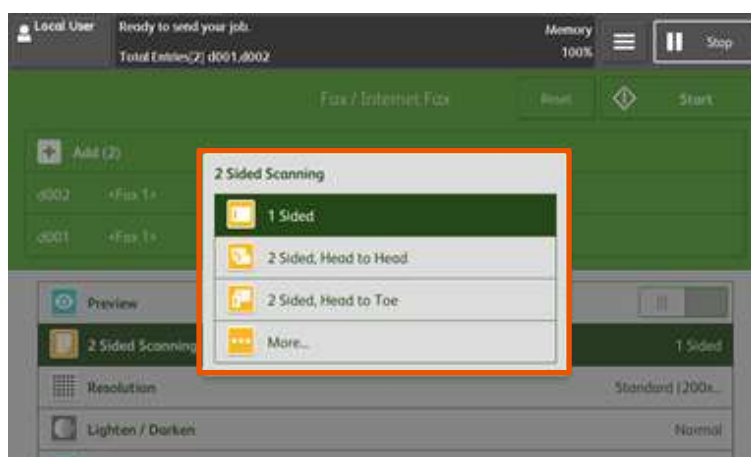 Local User
Ready to send your job.
Memory
Total Entries[2] d001,d002
100%
Stop
Fax / Internet Fax
Reset
Start
Add (2)
d002 <Fax 1>
d001 <Fax 1>
2 Sided Scanning
1 Sided
2 Sided, Head to Head
2 Sided, Head to Toe
More...
Preview
2 Sided Scanning
1 Sided
Resolution
Standard (200x...
Lighten / Darken
Normal